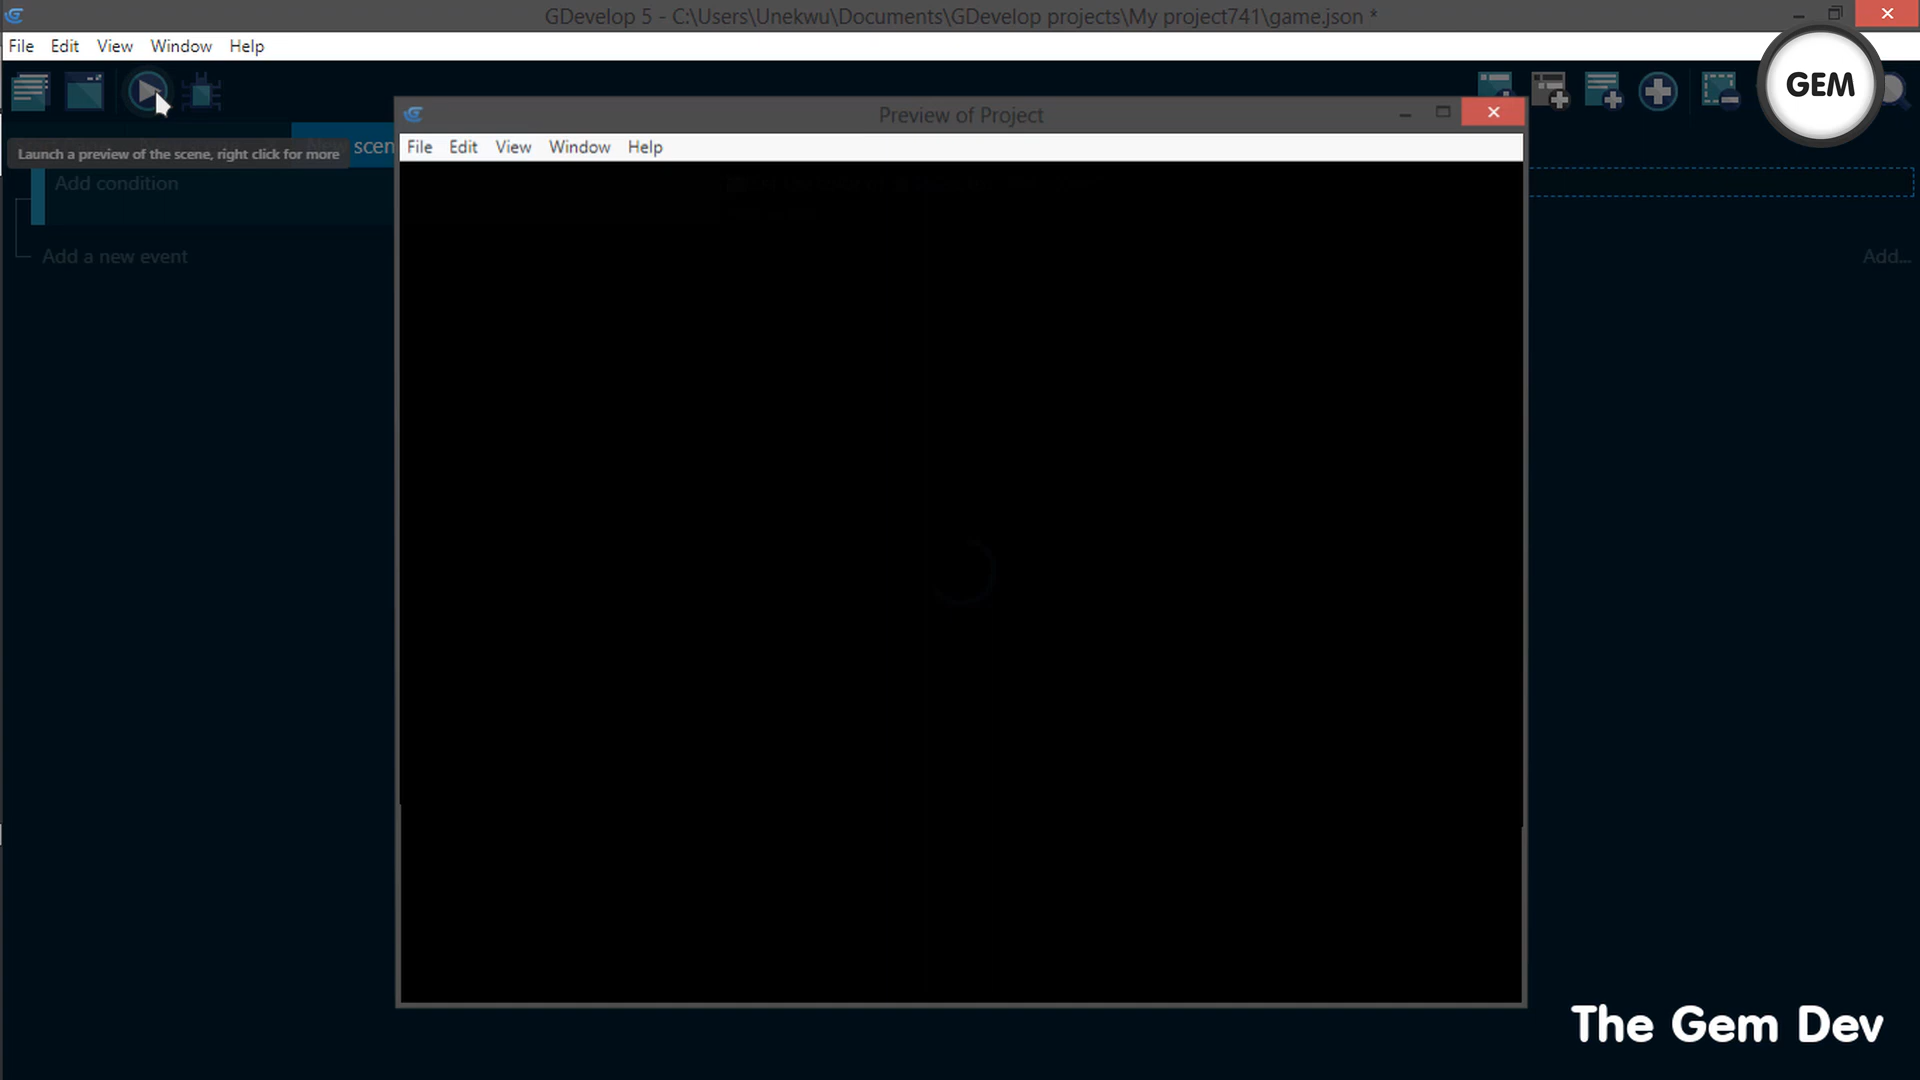 GDevelop 5 - C:\Users\Unekwu\Documents\GDevelop projects\My project741\game.json *
File Edit View Window Help
GEM
Preview of Project
Launch a preview of the scene, right click for more
scen
File Edit View Window Help
Add condition
Add a new event
Add...
The Gem Dev